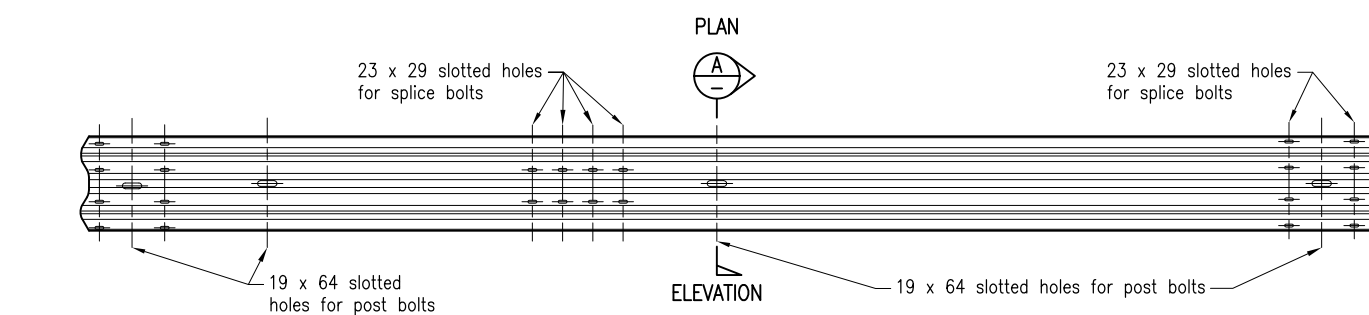 PLAN
A
–
23 x 29 slotted holes
for splice bolts
23 x 29 slotted holes
for splice bolts
19 x 64 slotted
holes for post bolts
ELEVATION
19 x 64 slotted holes for post bolts